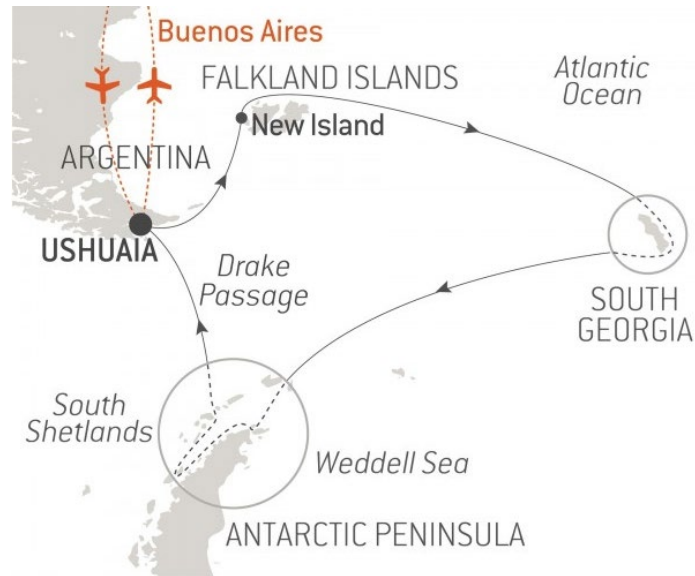 Buenos Aires
FALKLAND ISLANDS
Atlantic
Ocean
New Island
ARGENTINA
USHUAIA
Drake
Passage
SOUTH
GEORGIA
South
Shetlands
Weddell Sea
ANTARCTIC PENINSULA